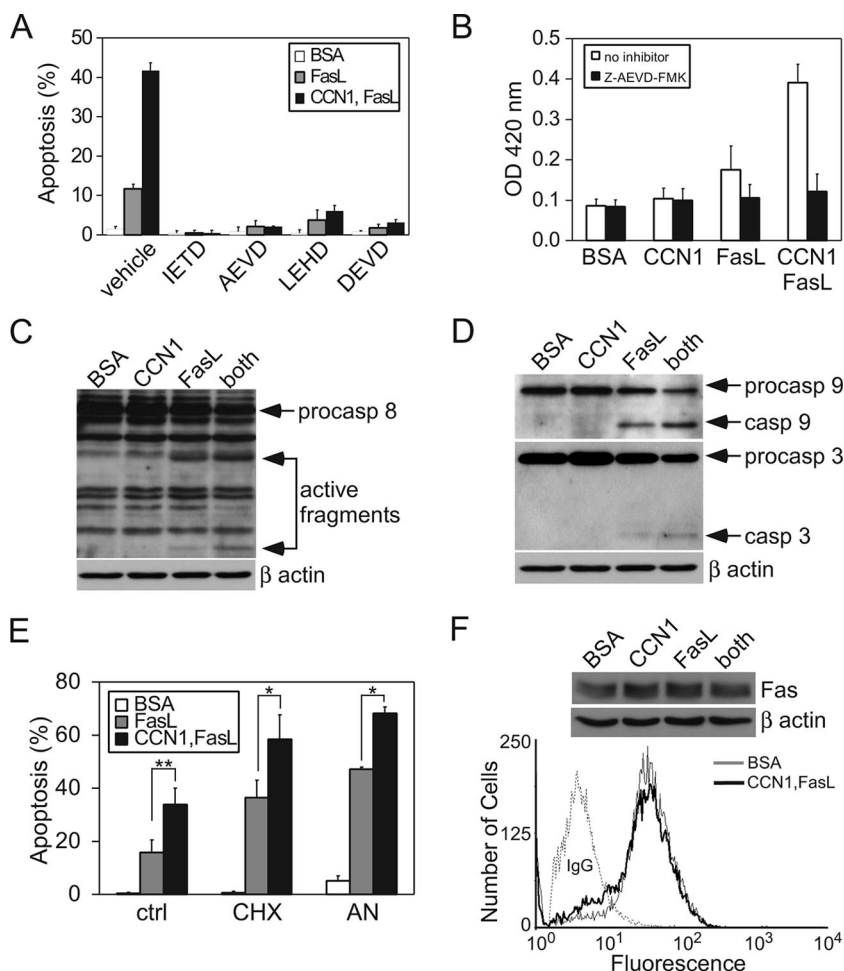 A
Apoptosis (%)
50
40
30
20
10
0
BSA
FasL
CCN1, FasL
vehicle
IETD
AEVD
LEHD
DEVD
B
OD 420 nm
0.5
0.4
0.3
0.2
0.1
0.0
no inhibitor
Z-AEVD-FMK
BSA
CCN1
FasL
CCN1
FasL
C
BSA
CCN1
FasL
both
procasp 8
active
fragments
β actin
D
BSA
CCN1
FasL
both
procasp 9
casp 9
procasp 3
casp 3
β actin
E
Apoptosis (%)
80
60
40
20
0
BSA
FasL
CCN1,FasL
**
*
*
ctrl
CHX
AN
F
BSA
CCN1
FasL
both
Fas
β actin
Number of Cells
250
125
0
BSA
CCN1,FasL
IgG
10⁰ 10¹ 10² 10³ 10⁴
Fluorescence